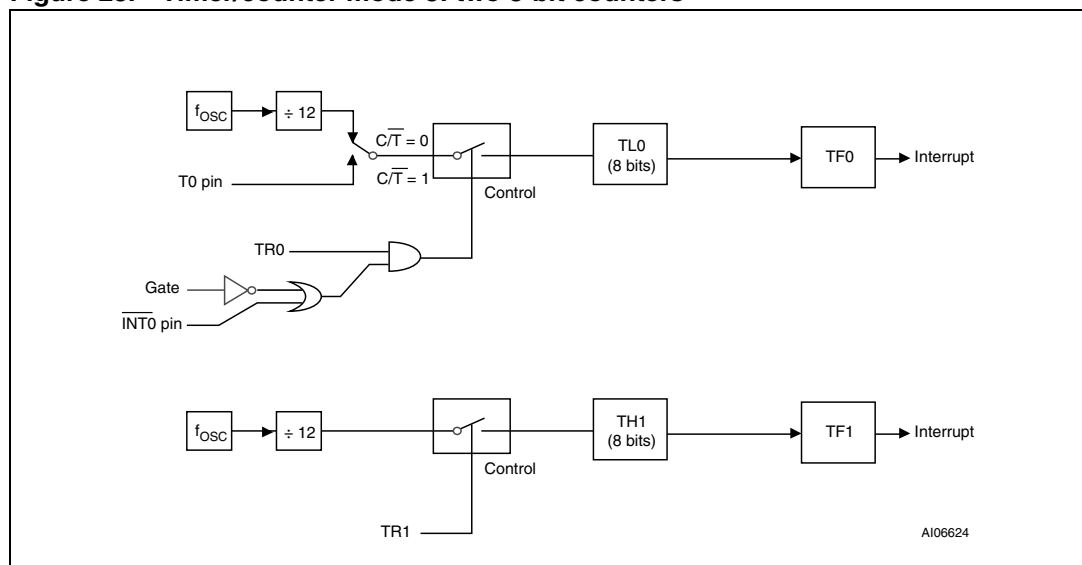 Figure 23. Timer/counter mode 3: two 8-bit counters
fOSC
÷ 12
C/T̅ = 0
TL0
(8 bits)
TF0
Interrupt
T0 pin
C/T̅ = 1
Control
TR0
Gate
I̅N̅T̅0̅ pin
fOSC
÷ 12
TH1
(8 bits)
TF1
Interrupt
Control
TR1
AI06624